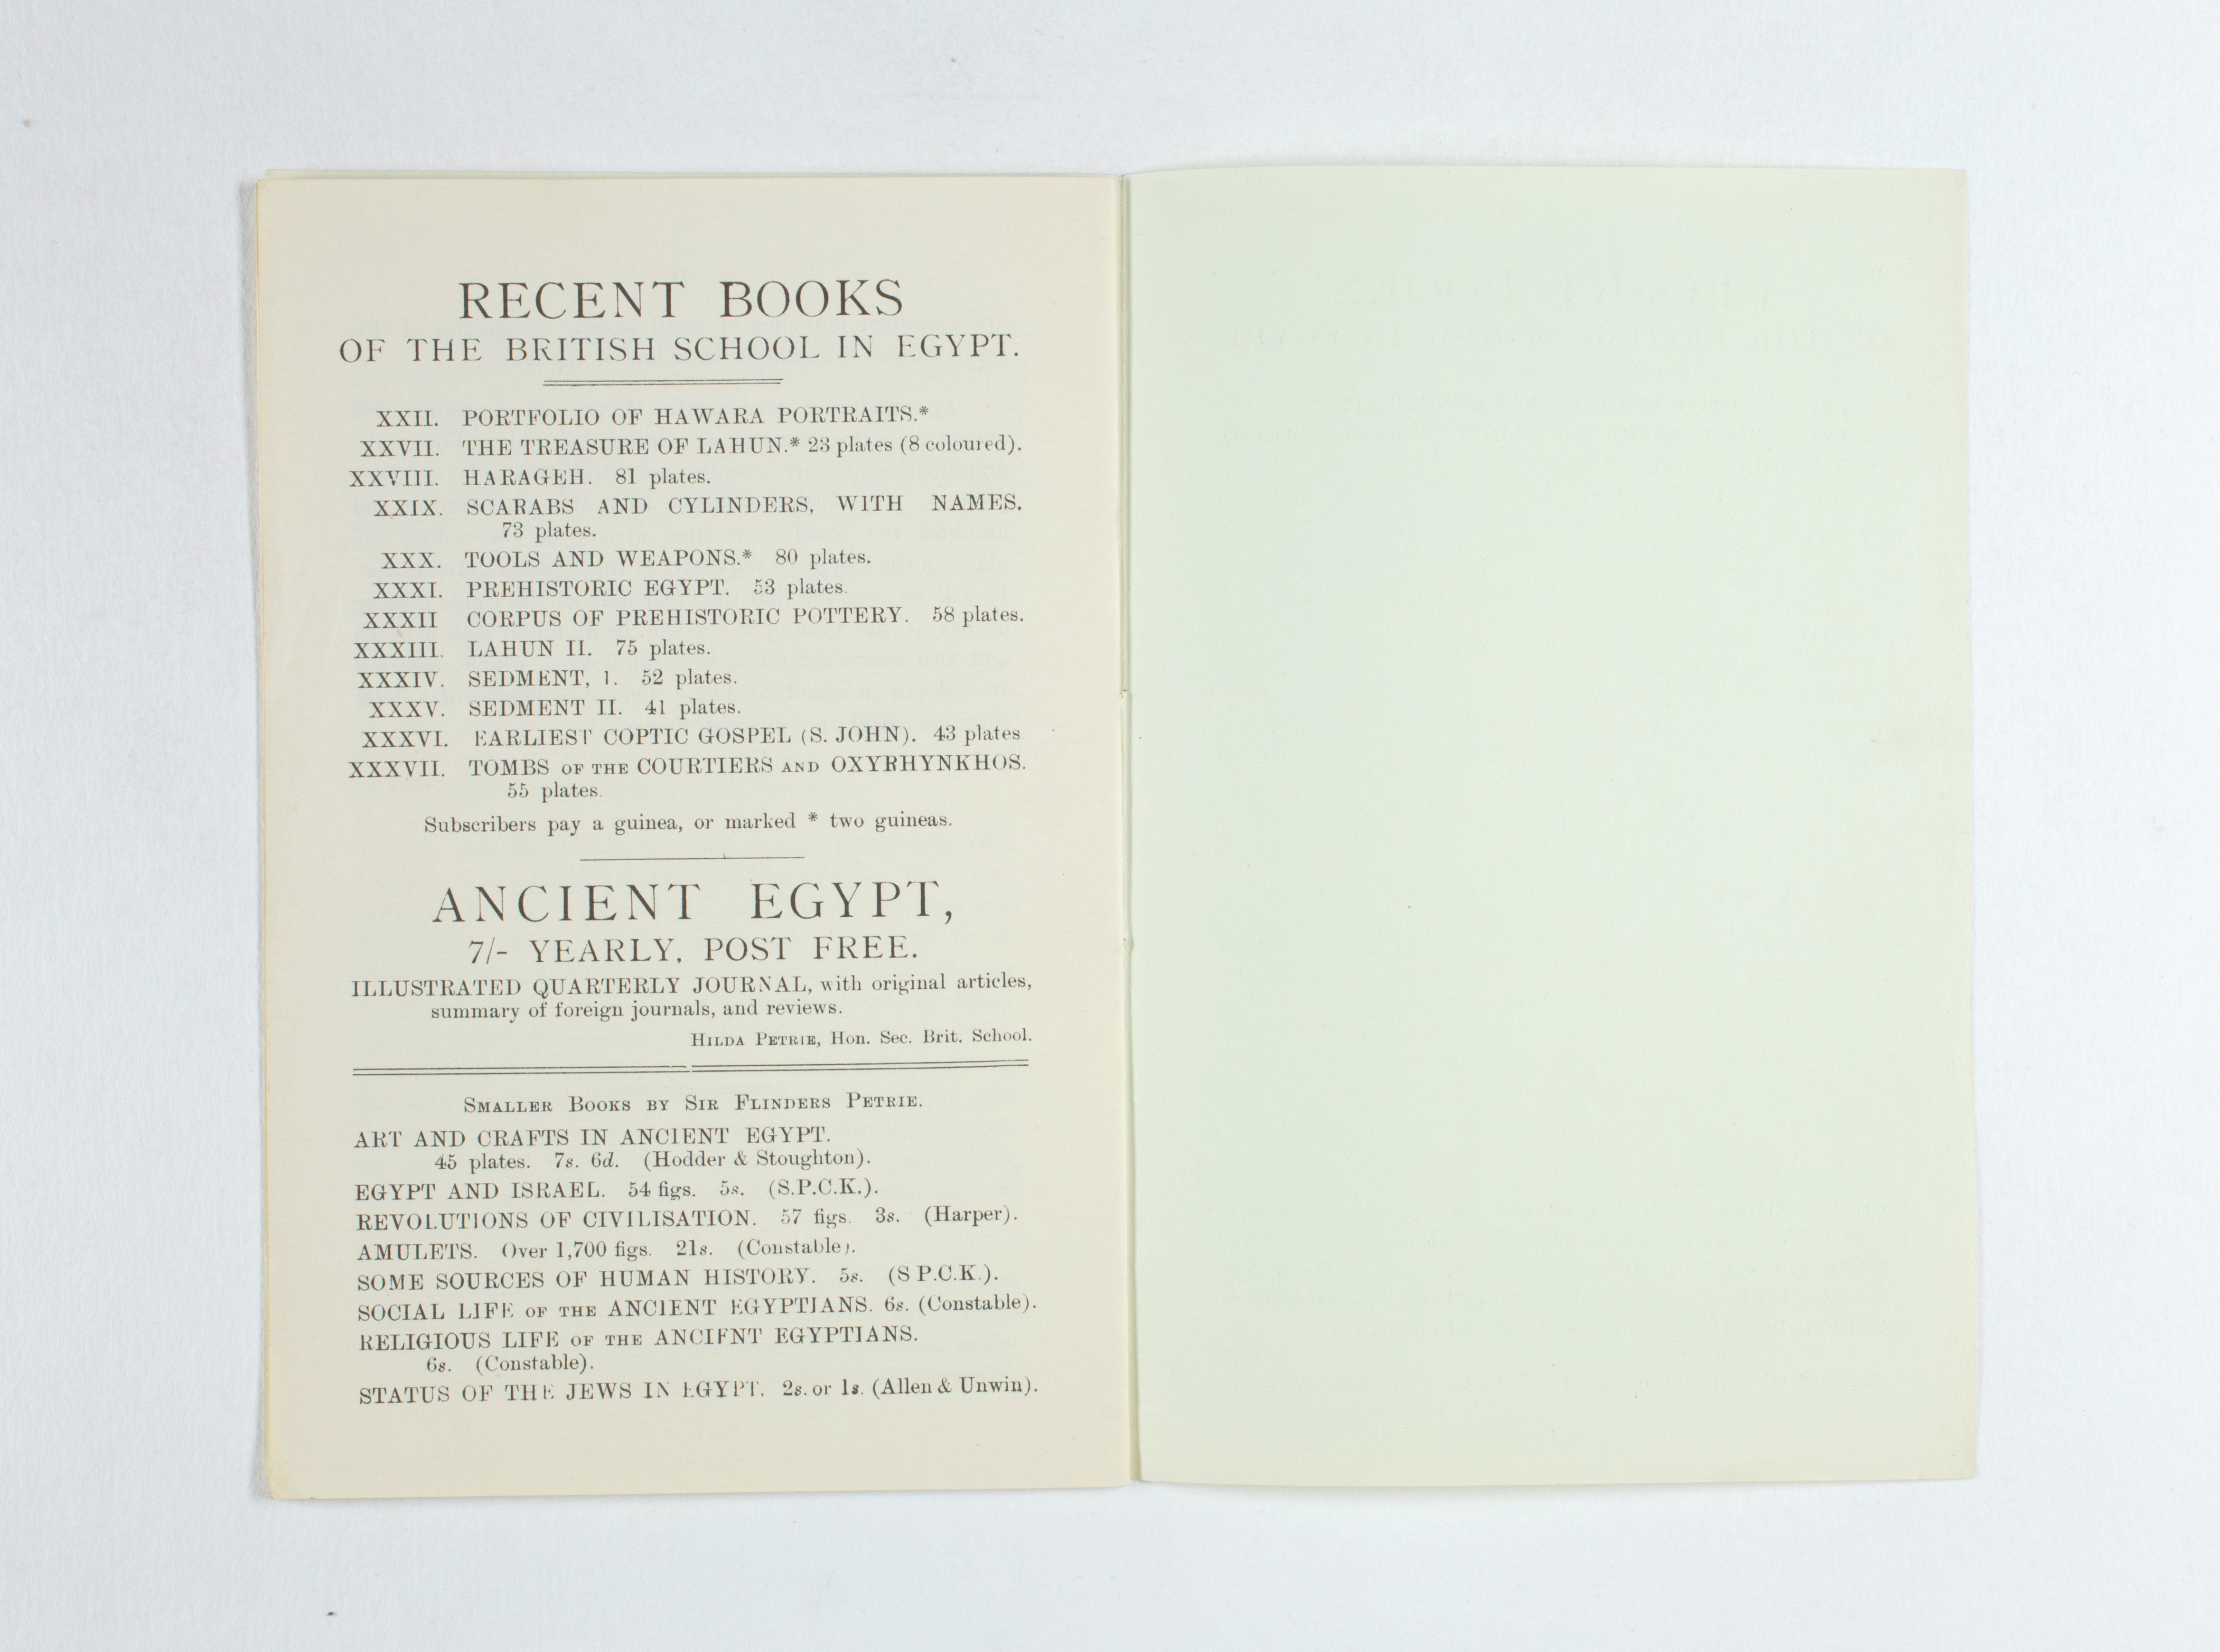 RECENT BOOKS
OF THE BRITISH SCHOOL IN EGYPT.
XXII. PORTFOLIO OF HAWARA PORTRAITS.*
XXVII. THE TREASURE OF LAHUN.* 23 plates (8 coloured).
XXVIII. HARAGEH. 81 plates.
XXIX. SCARABS AND CYLINDERS, WITH NAMES.
73 plates.
XXX. TOOLS AND WEAPONS.* 80 plates.
XXXI. PREHISTORIC EGYPT. 53 plates.
XXXII CORPUS OF PREHISTORIC POTTERY. 58 plates.
XXXIII. LAHUN II. 75 plates.
XXXIV. SEDMENT, I. 52 plates.
XXXV. SEDMENT II. 41 plates.
XXXVI. EARLIEST COPTIC GOSPEL (S. JOHN). 43 plates
XXXVII. TOMBS OF THE COURTIERS AND OXYRHYNKHOS.
55 plates.
Subscribers pay a guinea, or marked * two guineas.
ANCIENT EGYPT,
7/- YEARLY, POST FREE.
ILLUSTRATED QUARTERLY JOURNAL, with original articles,
summary of foreign journals, and reviews.
HILDA PETRIE, Hon. Sec. Brit. School.
SMALLER BOOKS BY SIR FLINDERS PETRIE.
ART AND CRAFTS IN ANCIENT EGYPT.
45 plates. 7s. 6d. (Hodder & Stoughton).
EGYPT AND ISRAEL. 54 figs. 5s. (S.P.C.K.).
REVOLUTIONS OF CIVILISATION. 57 figs. 3s. (Harper).
AMULETS. Over 1,700 figs. 21s. (Constable).
SOME SOURCES OF HUMAN HISTORY. 5s. (S P.C.K.).
SOCIAL LIFE OF THE ANCIENT EGYPTIANS. 6s. (Constable).
RELIGIOUS LIFE OF THE ANCIENT EGYPTIANS.
6s. (Constable).
STATUS OF THE JEWS IN EGYPT. 2s. or 1s. (Allen & Unwin).